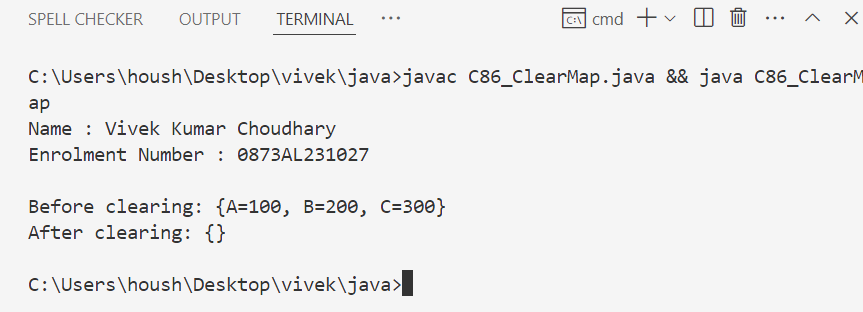 SPELL CHECKER OUTPUT TERMINAL ··· cmd ···
C:\Users\housh\Desktop\vivek\java>javac C86_ClearMap.java && java C86_ClearM
ap
Name : Vivek Kumar Choudhary
Enrolment Number : 0873AL231027
Before clearing: {A=100, B=200, C=300}
After clearing: {}
C:\Users\housh\Desktop\vivek\java>